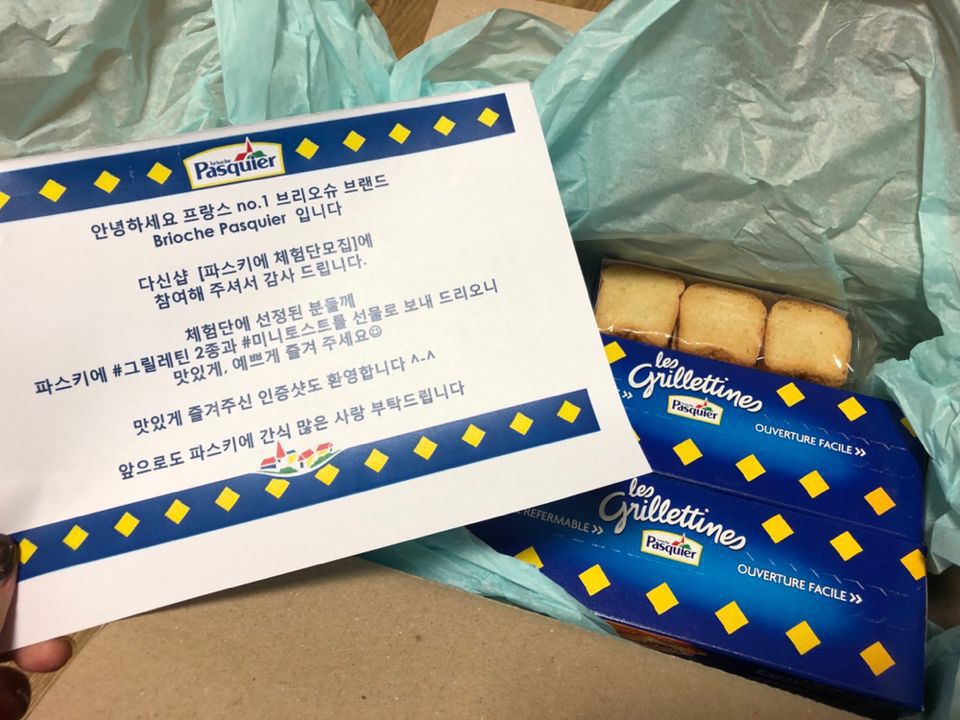 brioche
Pasquier
안녕하세요 프랑스 no.1 브리오슈 브랜드
Brioche Pasquier 입니다
다신샵 [파스키에 체험단모집]에
참여해 주셔서 감사 드립니다.
체험단에 선정된 분들께
파스키에 #그릴레틴 2종과 #미니토스트를 선물로 보내 드리오니
맛있게, 예쁘게 즐겨 주세요☺
맛있게 즐겨주신 인증샷도 환영합니다 ^.^
앞으로도 파스키에 간식 많은 사랑 부탁드립니다
les
Grillettines
brioche
Pasquier
OUVERTURE FACILE >>
les
Grillettines
REFERMABLE >>
brioche
Pasquier
OUVERTURE FACILE >>